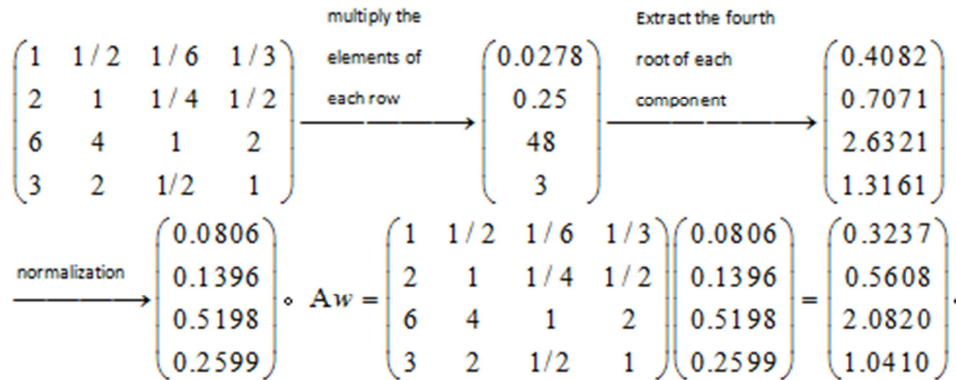 multiply the elements of each row
Extract the fourth root of each component
(1 1/2 1/6 1/3) (0.0278) (0.4082)
(2 1 1/4 1/2) (0.25) (0.7071)
(6 4 1 2) (48) (2.6321)
(3 2 1/2 1) (3) (1.3161)
normalization
(0.0806) (1 1/2 1/6 1/3) (0.0806) (0.3237)
(0.1396) 。 Aw = (2 1 1/4 1/2) (0.1396) = (0.5608) .
(0.5198) (6 4 1 2) (0.5198) (2.0820)
(0.2599) (3 2 1/2 1) (0.2599) (1.0410)